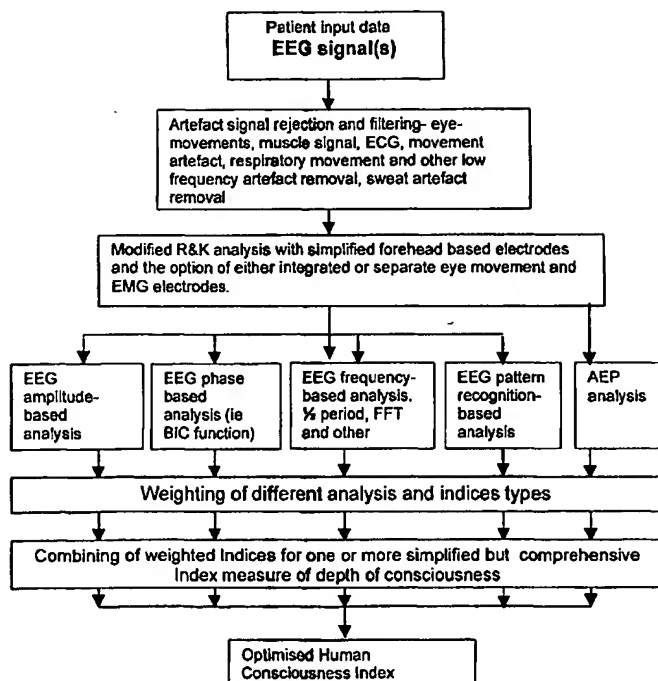 Patient input data
EEG signal(s)
Artefact signal rejection and filtering- eye-
movements, muscle signal, ECG, movement
artefact, respiratory movement and other low
frequency artefact removal, sweat artefact
removal
Modified R&K analysis with simplified forehead based electrodes
and the option of either integrated or separate eye movement and
EMG electrodes.
EEG
amplitude-
based
analysis
EEG phase
based
analysis (ie
BIC function)
EEG frequency-
based analysis.
½ period, FFT
and other
EEG pattern
recognition-
based
analysis
AEP
analysis
Weighting of different analysis and indices types
Combining of weighted Indices for one or more simplified but comprehensive
Index measure of depth of consciousness
Optimised Human
Consciousness Index